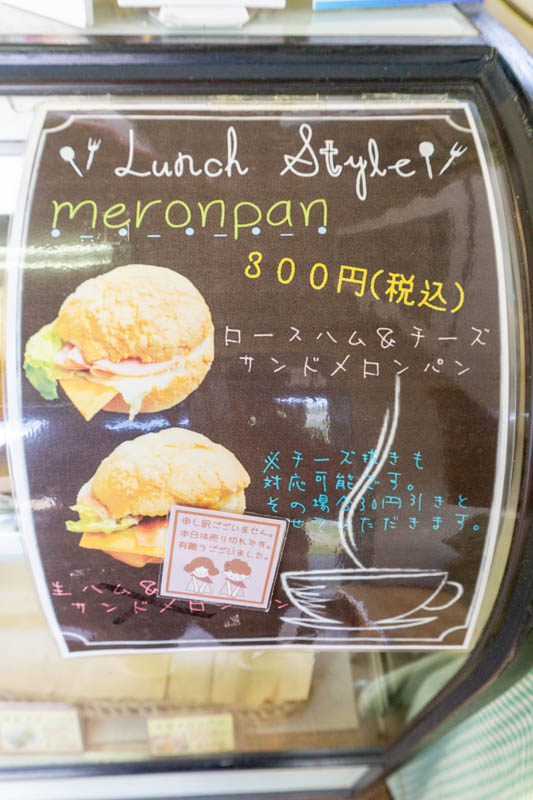 Lunch Style
meronpan
300円(税込)
ロースハム&チーズ
サンドメロンパン
※チーズ抜きも
対応可能です。
その場合30円引きと
せていただきます。
申し訳ございません。
本日は売り切れです。
有難うございました。
生ハム&
サンドメロン